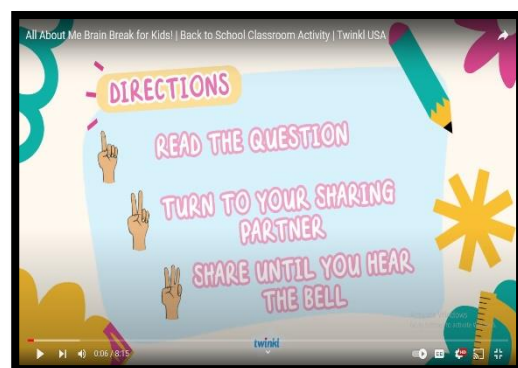 All About Me Brain Break for Kids! | Back to School Classroom Activity | Twinkl USA
DIRECTIONS
READ THE QUESTION
TURN TO YOUR SHARING
PARTNER
SHARE UNTIL YOU HEAR
THE BELL
twinkl
0:06 / 8:15